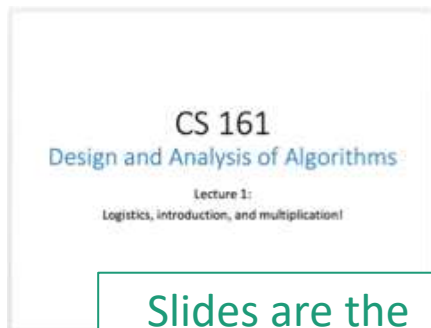 CS 161
Design and Analysis of Algorithms
Lecture 1:
Logistics, introduction, and multiplication!
Slides are the